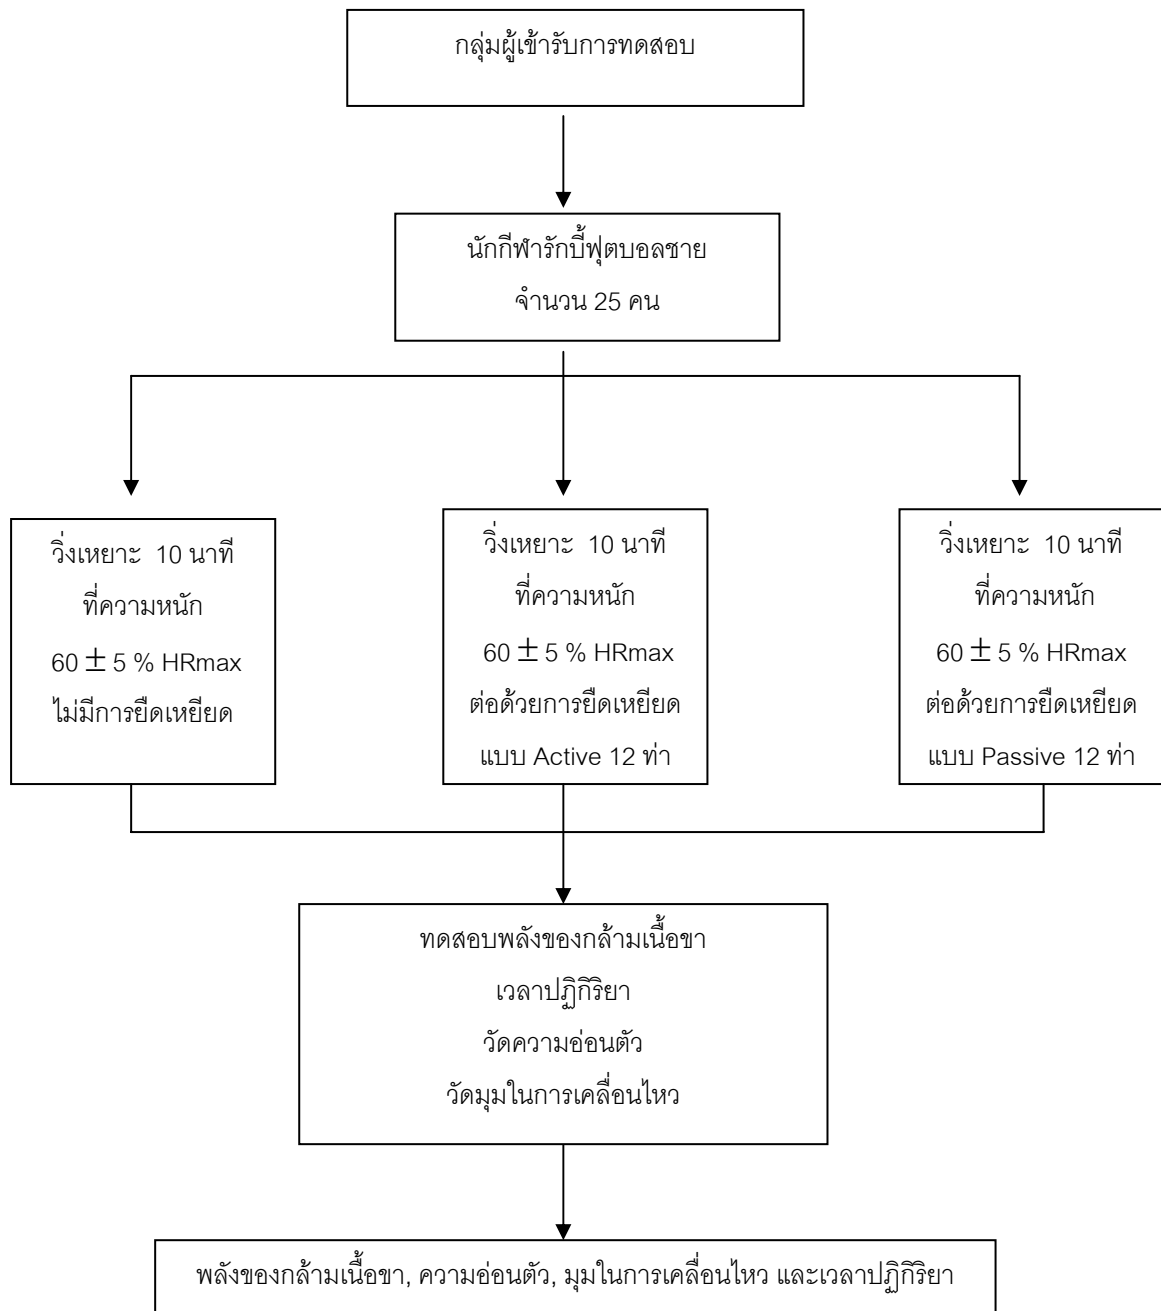 กลุ่มผู้เข้ารับการทดสอบ
นักกีฬารักบี้ฟุตบอลชาย
จำนวน 25 คน
วิ่งเหยาะ 10 นาที
ที่ความหนัก
60 ± 5 % HRmax
ไม่มีการยืดเหยียด
วิ่งเหยาะ 10 นาที
ที่ความหนัก
60 ± 5 % HRmax
ต่อด้วยการยืดเหยียด
แบบ Active 12 ท่า
วิ่งเหยาะ 10 นาที
ที่ความหนัก
60 ± 5 % HRmax
ต่อด้วยการยืดเหยียด
แบบ Passive 12 ท่า
ทดสอบพลังของกล้ามเนื้อขา
เวลาปฏิกิริยา
วัดความอ่อนตัว
วัดมุมในการเคลื่อนไหว
พลังของกล้ามเนื้อขา, ความอ่อนตัว, มุมในการเคลื่อนไหว และเวลาปฏิกิริยา